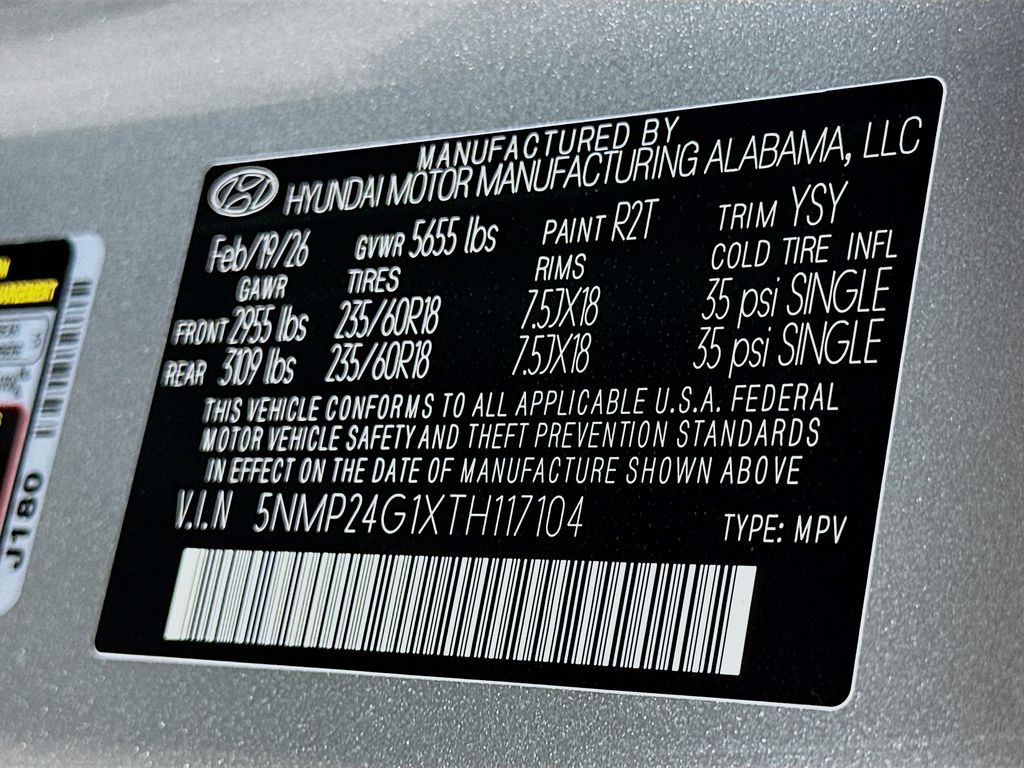 MANUFACTURED BY
HYUNDAI MOTOR MANUFACTURING ALABAMA, LLC
Feb/19/26 GVWR 5655 lbs PAINT R2T TRIM YSY
GAWR TIRES RIMS COLD TIRE INFL
FRONT 2955 lbs 235/60R18 7.5JX18 35 psi SINGLE
REAR 3109 lbs 235/60R18 7.5JX18 35 psi SINGLE
THIS VEHICLE CONFORMS TO ALL APPLICABLE U.S.A. FEDERAL
MOTOR VEHICLE SAFETY AND THEFT PREVENTION STANDARDS
IN EFFECT ON THE DATE OF MANUFACTURE SHOWN ABOVE
V.I.N 5NMP24G1XTH117104 TYPE: MPV
J180